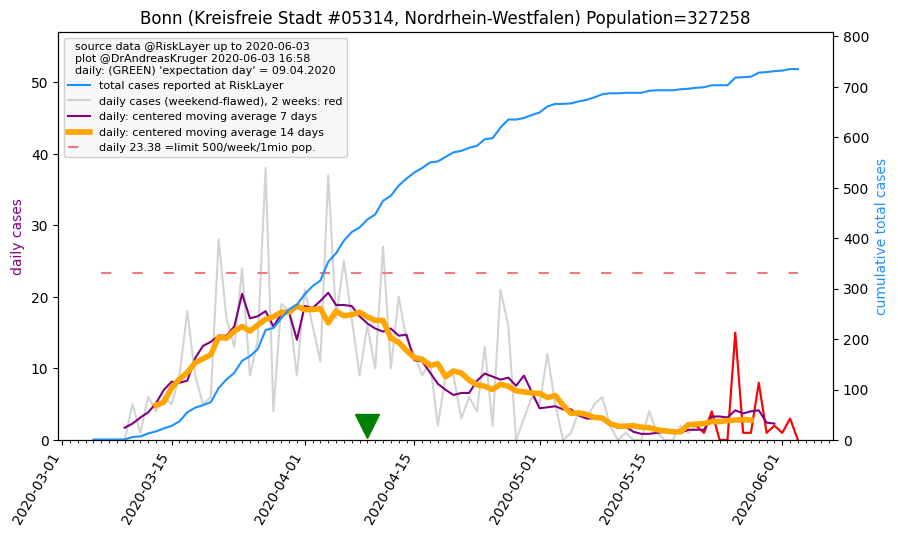 Bonn (Kreisfreie Stadt #05314, Nordrhein-Westfalen) Population=327258
source data @RiskLayer up to 2020-06-03
plot @DrAndreasKruger 2020-06-03 16:58
daily: (GREEN) 'expectation day' = 09.04.2020
total cases reported at RiskLayer
daily cases (weekend-flawed), 2 weeks: red
daily: centered moving average 7 days
daily: centered moving average 14 days
daily 23.38 =limit 500/week/1mio pop.
daily cases
50
40
30
20
10
0
cumulative total cases
800
700
600
500
400
300
200
100
0
2020-03-01
2020-03-15
2020-04-01
2020-04-15
2020-05-01
2020-05-15
2020-06-01